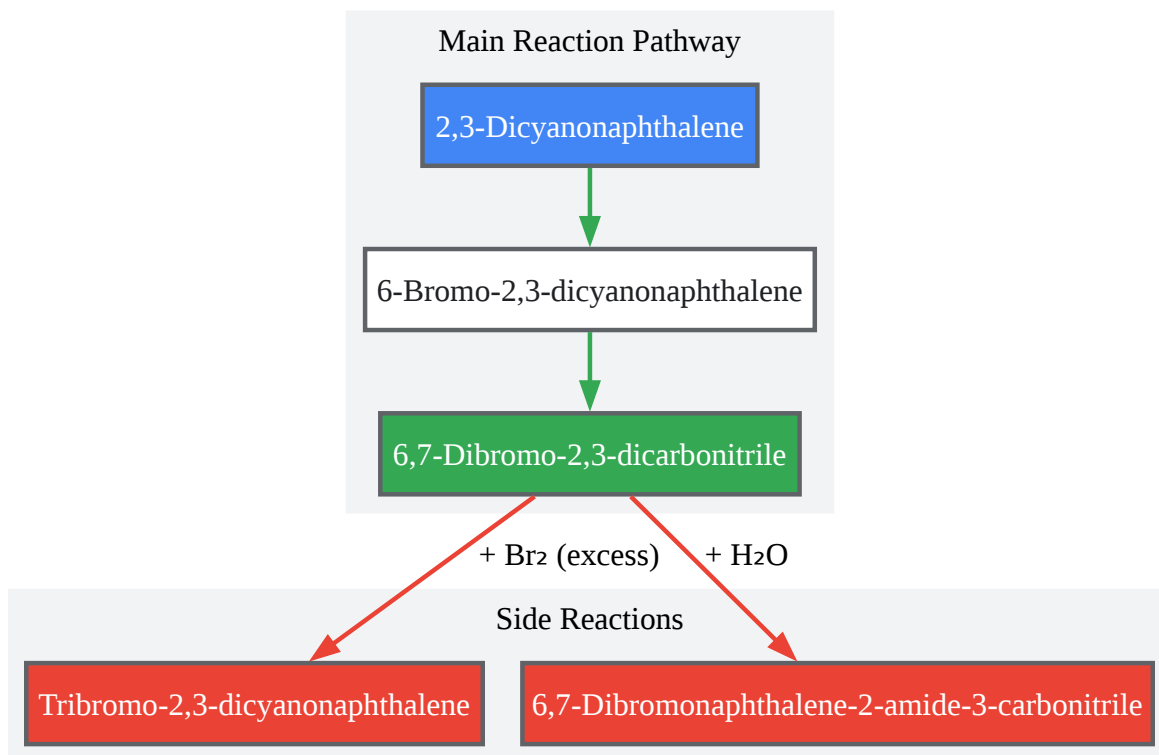 Main Reaction Pathway
2,3-Dicyanonaphthalene
6-Bromo-2,3-dicyanonaphthalene
6,7-Dibromo-2,3-dicarbonitrile
+ Br₂ (excess)
+ H₂O
Side Reactions
Tribromo-2,3-dicyanonaphthalene
6,7-Dibromonaphthalene-2-amide-3-carbonitrile